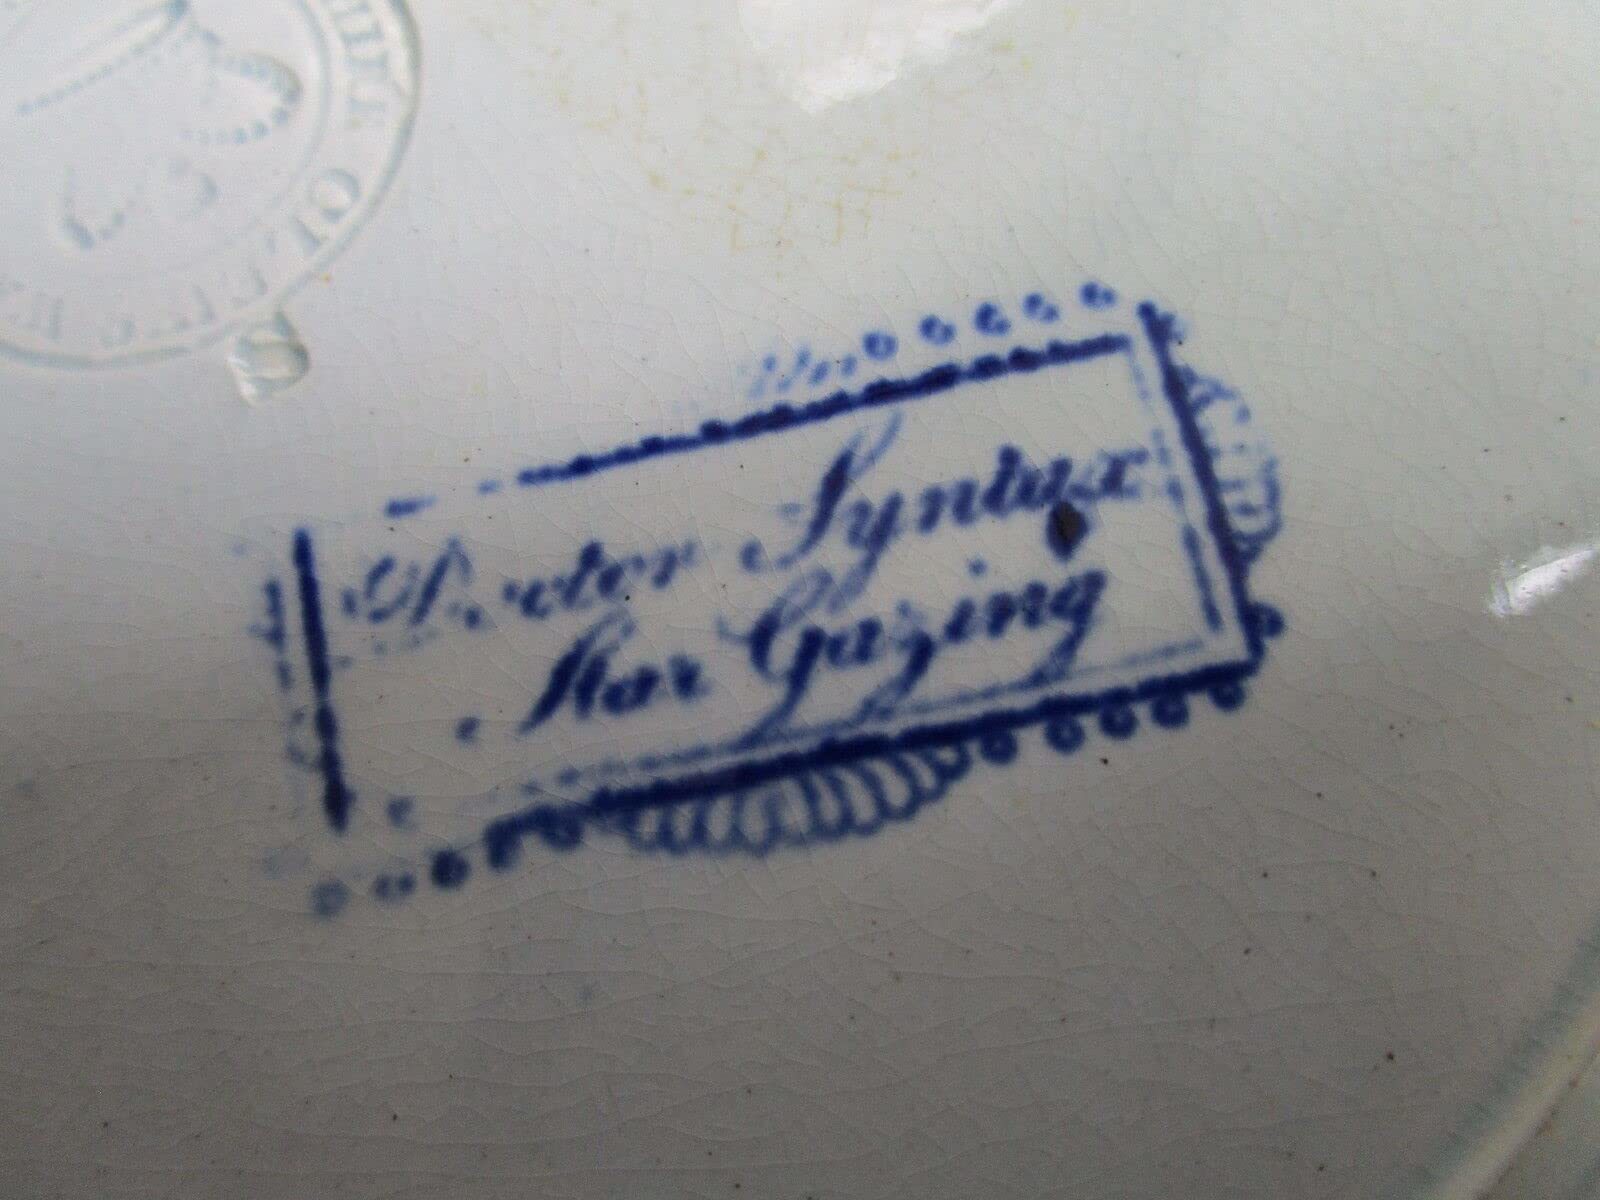 Doctor Syntax
Star Gazing